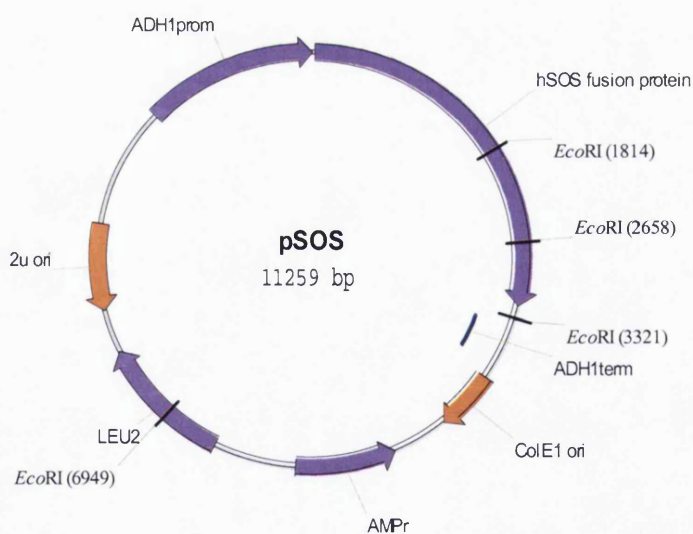 ADH1prom
hSOS fusion protein
EcoRI (1814)
EcoRI (2658)
EcoRI (3321)
ADH1term
ColE1 ori
AMPr
EcoRI (6949)
LEU2
2u ori
pSOS
11259 bp